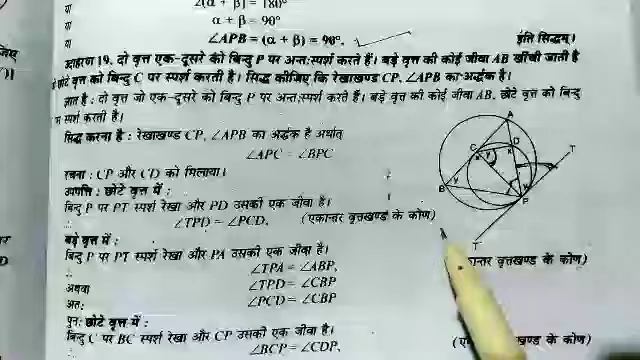 या
∠(α + β) = 180°
या
α + β = 90°
या
∠APB = (α + β) = 90°.
इति सिद्धम्।
उदाहरण 19. दो वृत्त एक-दूसरे को बिन्दु P पर अन्तःस्पर्श करते हैं। बड़े वृत्त की कोई जीवा AB खींची जाती
छोटे वृत्त को बिन्दु C पर स्पर्श करती है। सिद्ध कीजिए कि रेखाखण्ड CP, ∠APB का अर्द्धक है।
ज्ञात है : दो वृत्त जो एक-दूसरे को बिन्दु P पर अन्तःस्पर्श करते हैं। बड़े वृत्त की कोई जीवा AB, छोटे वृत्त को बिन्दु
स्पर्श करती है।
सिद्ध करना है : रेखाखण्ड CP, ∠APB का अर्द्धक है अर्थात्
∠APC = ∠BPC
रचना : CP और CD को मिलाया।
उपपत्ति : छोटे वृत्त में :
बिन्दु P पर PT स्पर्श रेखा और PD उसकी एक जीवा है।
∴ ∠TPD = ∠PCD, (एकान्तर वृत्तखण्ड के कोण)
बड़े वृत्त में :
बिन्दु P पर PT स्पर्श रेखा और PA उसकी एक जीवा है।
∴ ∠TPA = ∠ABP, कान्तर वृत्तखण्ड के कोण)
अथवा ∠TPD = ∠CBP
अतः ∠PCD = ∠CBP
पुनः छोटे वृत्त में :
बिन्दु C पर BC स्पर्श रेखा और CP उसकी एक जीवा है।
∴ ∠BCP = ∠CDP, (ए खण्ड के कोण)
A
C
D
T
B
P
T